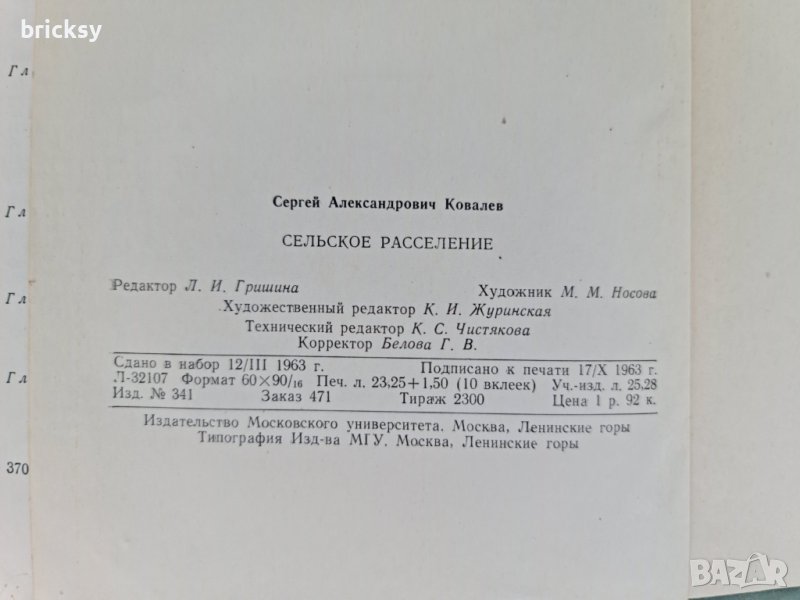 bricksy
Гл
Гл
Гл
Гл
370
Сергей Александрович Ковалев
СЕЛЬСКОЕ РАССЕЛЕНИЕ
Редактор Л. И. Гришина Художник М. М. Носова
Художественный редактор К. И. Журинская
Технический редактор К. С. Чистякова
Корректор Белова Г. В.
Сдано в набор 12/III 1963 г. Подписано к печати 17/X 1963 г.
Л-32107 Формат 60×90/16 Печ. л. 23,25+1,50 (10 вклеек) Уч.-изд. л. 25,28
Изд. № 341 Заказ 471 Тираж 2300 Цена 1 р. 92 к.
Издательство Московского университета. Москва, Ленинские горы
Типография Изд-ва МГУ. Москва, Ленинские горы
BAZAR